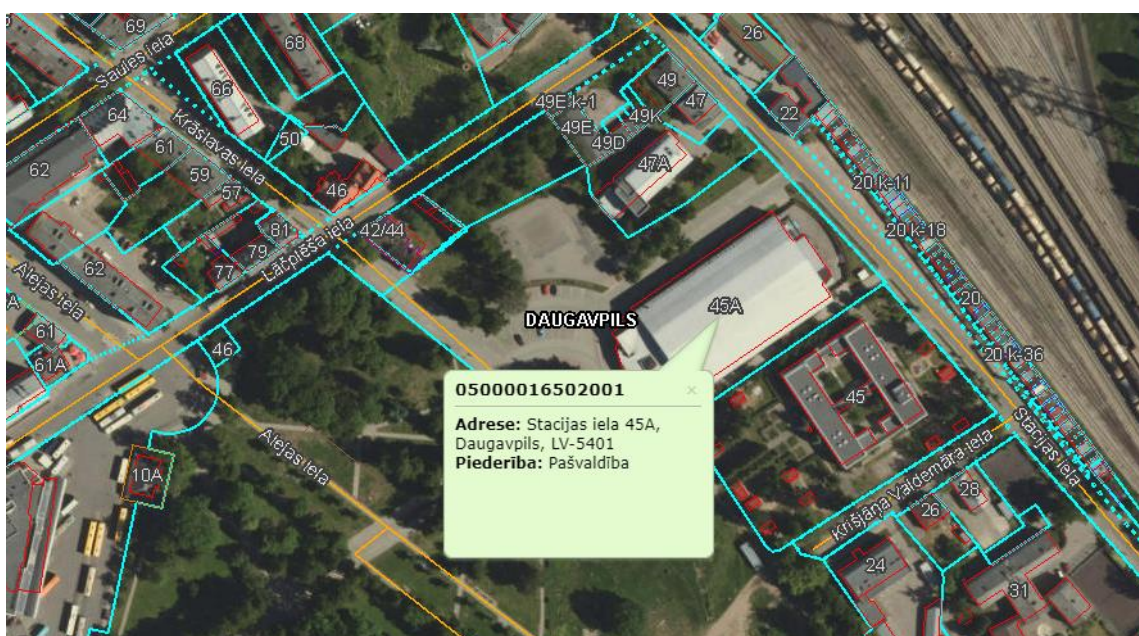 69
68
26
Saules iela
66
49
64
49E k-1
47
22
Krāslavas iela
50
49K
61
49E
62
59
49D
47A
57
46
20 k-11
81
42/44
20 k-18
79
Lāčplēša iela
77
62
20
Alejas iela
45A
DAUGAVPILS
61
46
20 k-36
61A
05000016502001
×
45
Adrese: Stacijas iela 45A,
Daugavpils, LV-5401
Piederība: Pašvaldība
Stacijas iela
Alejas iela
Krišjāņa Valdemāra iela
10A
28
26
24
31